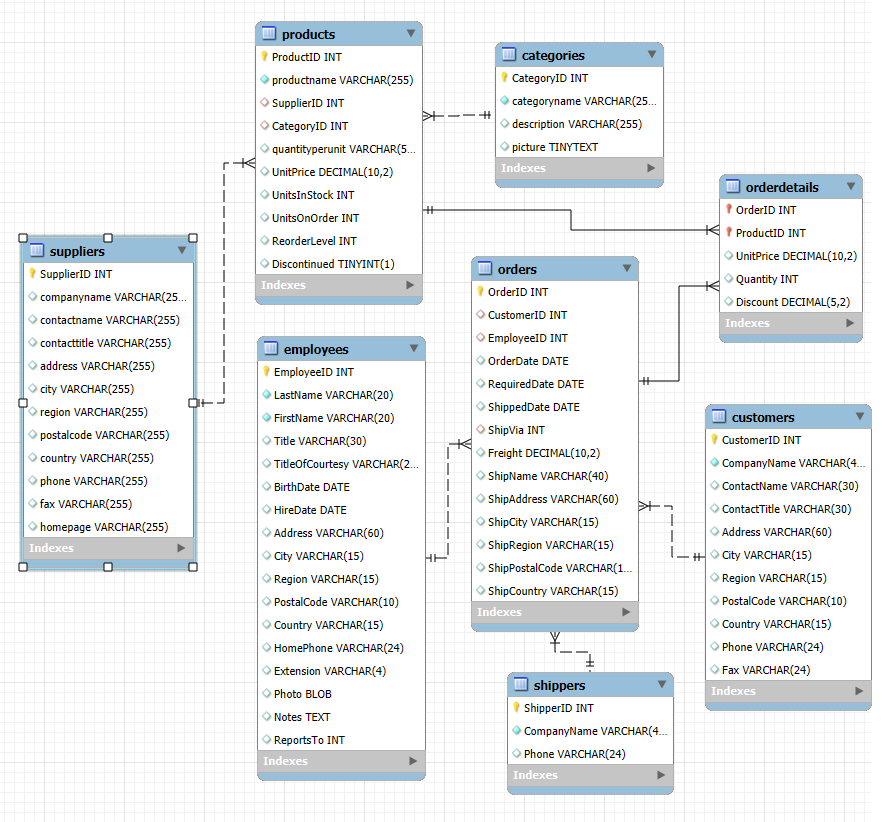 products
ProductID INT
productname VARCHAR(255)
SupplierID INT
CategoryID INT
quantityperunit VARCHAR(5...
UnitPrice DECIMAL(10,2)
UnitsInStock INT
UnitsOnOrder INT
ReorderLevel INT
Discontinued TINYINT(1)
Indexes
categories
CategoryID INT
categoryname VARCHAR(25...
description VARCHAR(255)
picture TINYTEXT
Indexes
orderdetails
OrderID INT
ProductID INT
UnitPrice DECIMAL(10,2)
Quantity INT
Discount DECIMAL(5,2)
Indexes
suppliers
SupplierID INT
companyname VARCHAR(25...
contactname VARCHAR(255)
contacttitle VARCHAR(255)
address VARCHAR(255)
city VARCHAR(255)
region VARCHAR(255)
postalcode VARCHAR(255)
country VARCHAR(255)
phone VARCHAR(255)
fax VARCHAR(255)
homepage VARCHAR(255)
Indexes
orders
OrderID INT
CustomerID INT
EmployeeID INT
OrderDate DATE
RequiredDate DATE
ShippedDate DATE
ShipVia INT
Freight DECIMAL(10,2)
ShipName VARCHAR(40)
ShipAddress VARCHAR(60)
ShipCity VARCHAR(15)
ShipRegion VARCHAR(15)
ShipPostalCode VARCHAR(1...
ShipCountry VARCHAR(15)
Indexes
employees
EmployeeID INT
LastName VARCHAR(20)
FirstName VARCHAR(20)
Title VARCHAR(30)
TitleOfCourtesy VARCHAR(2...
BirthDate DATE
HireDate DATE
Address VARCHAR(60)
City VARCHAR(15)
Region VARCHAR(15)
PostalCode VARCHAR(10)
Country VARCHAR(15)
HomePhone VARCHAR(24)
Extension VARCHAR(4)
Photo BLOB
Notes TEXT
ReportsTo INT
Indexes
customers
CustomerID INT
CompanyName VARCHAR(4...
ContactName VARCHAR(30)
ContactTitle VARCHAR(30)
Address VARCHAR(60)
City VARCHAR(15)
Region VARCHAR(15)
PostalCode VARCHAR(10)
Country VARCHAR(15)
Phone VARCHAR(24)
Fax VARCHAR(24)
Indexes
shippers
ShipperID INT
CompanyName VARCHAR(4...
Phone VARCHAR(24)
Indexes